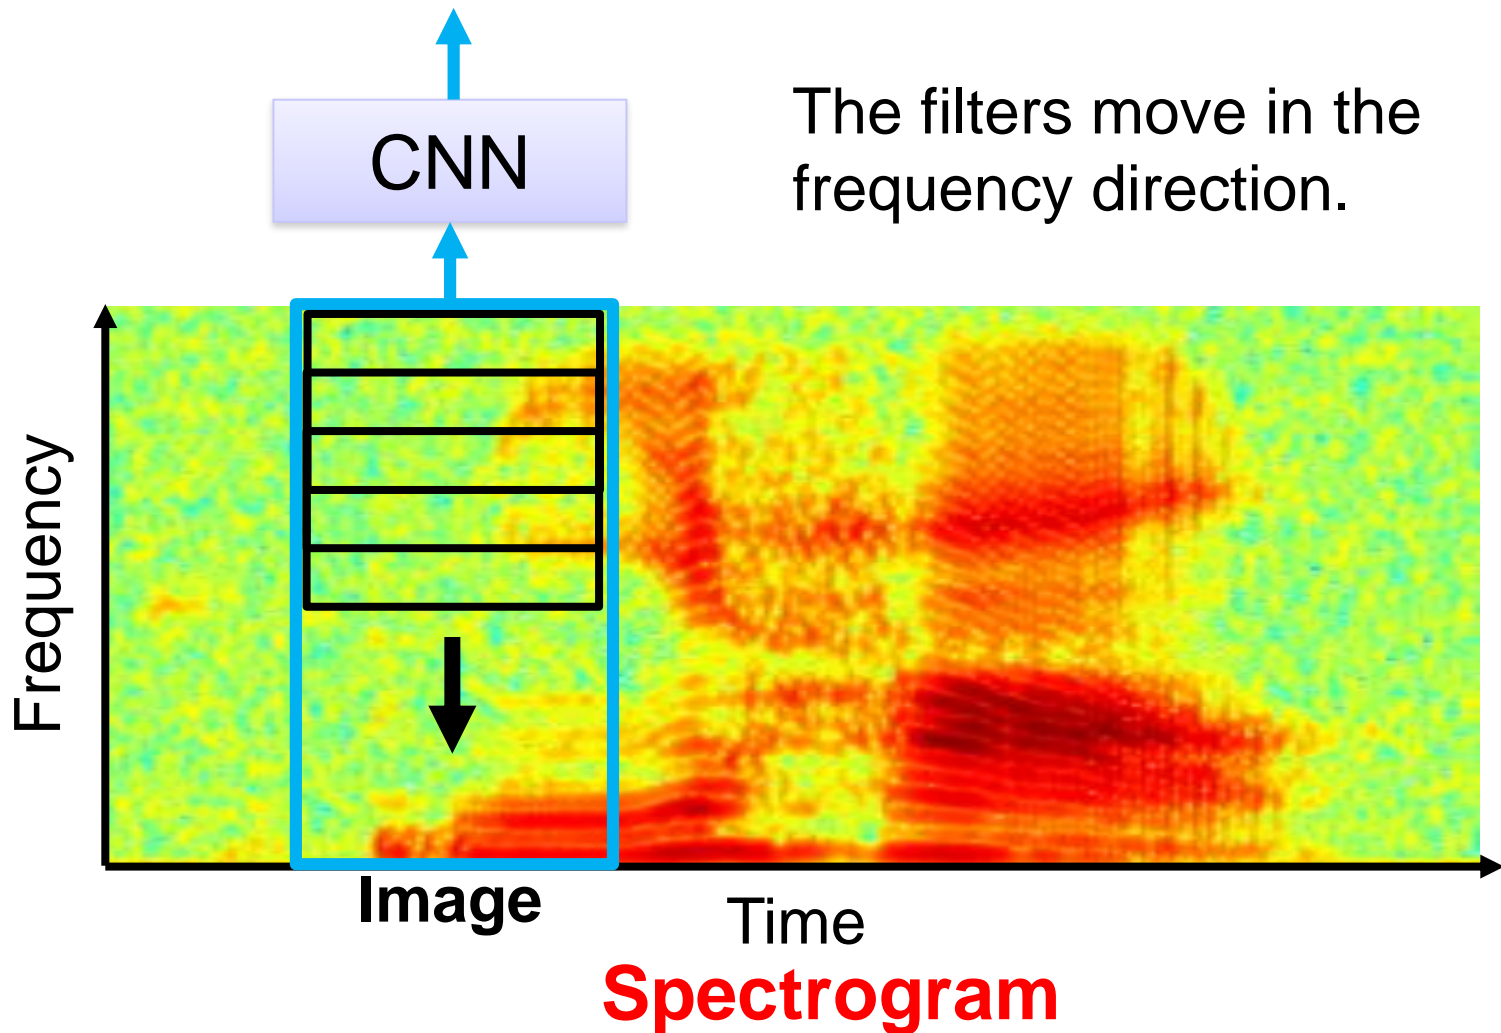 CNN
The filters move in the
frequency direction.
Frequency
Image
Time
Spectrogram